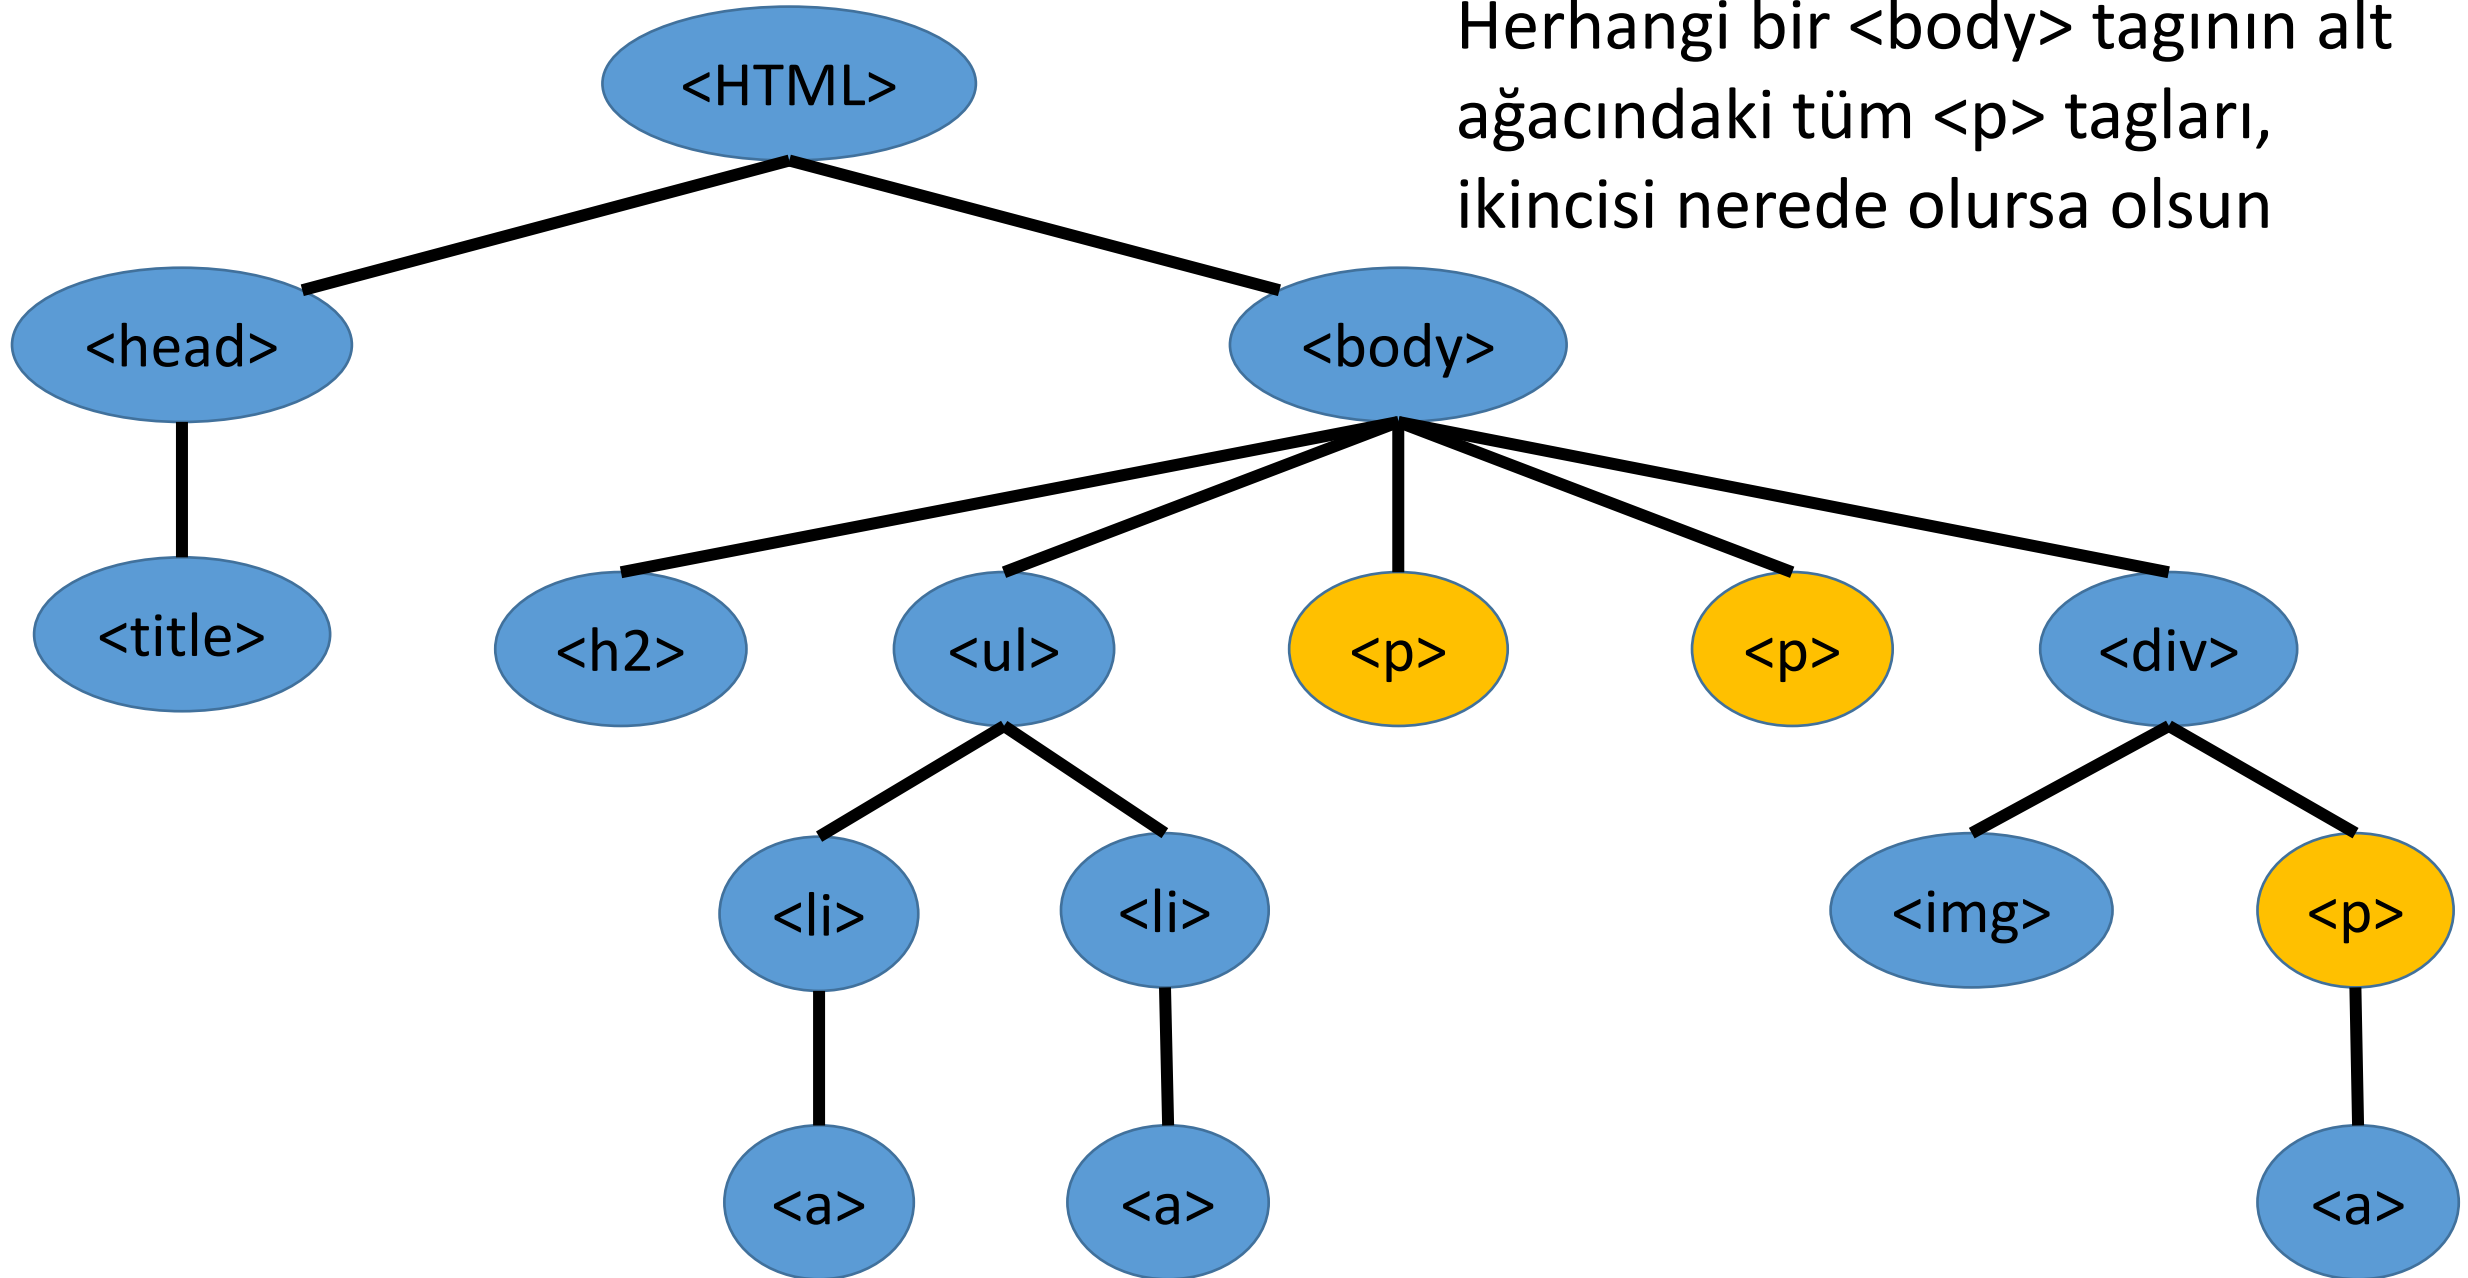 Herhangi bir <body> tagının alt
ağacındaki tüm <p> tagları,
ikincisi nerede olursa olsun
<HTML>
<head>
<body>
<title>
<h2>
<ul>
<p>
<p>
<div>
<li>
<li>
<img>
<p>
<a>
<a>
<a>